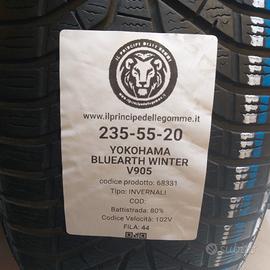 IL PRINCIPE DELLE GOMME
www.ilprincipedellegomme.it
235-55-20
YOKOHAMA
BLUEARTH WINTER
V905
codice prodotto: 68331
Tipo: INVERNALI
COD:
Battistrada: 80%
Codice Velocità: 102V
FILA: 44
subito